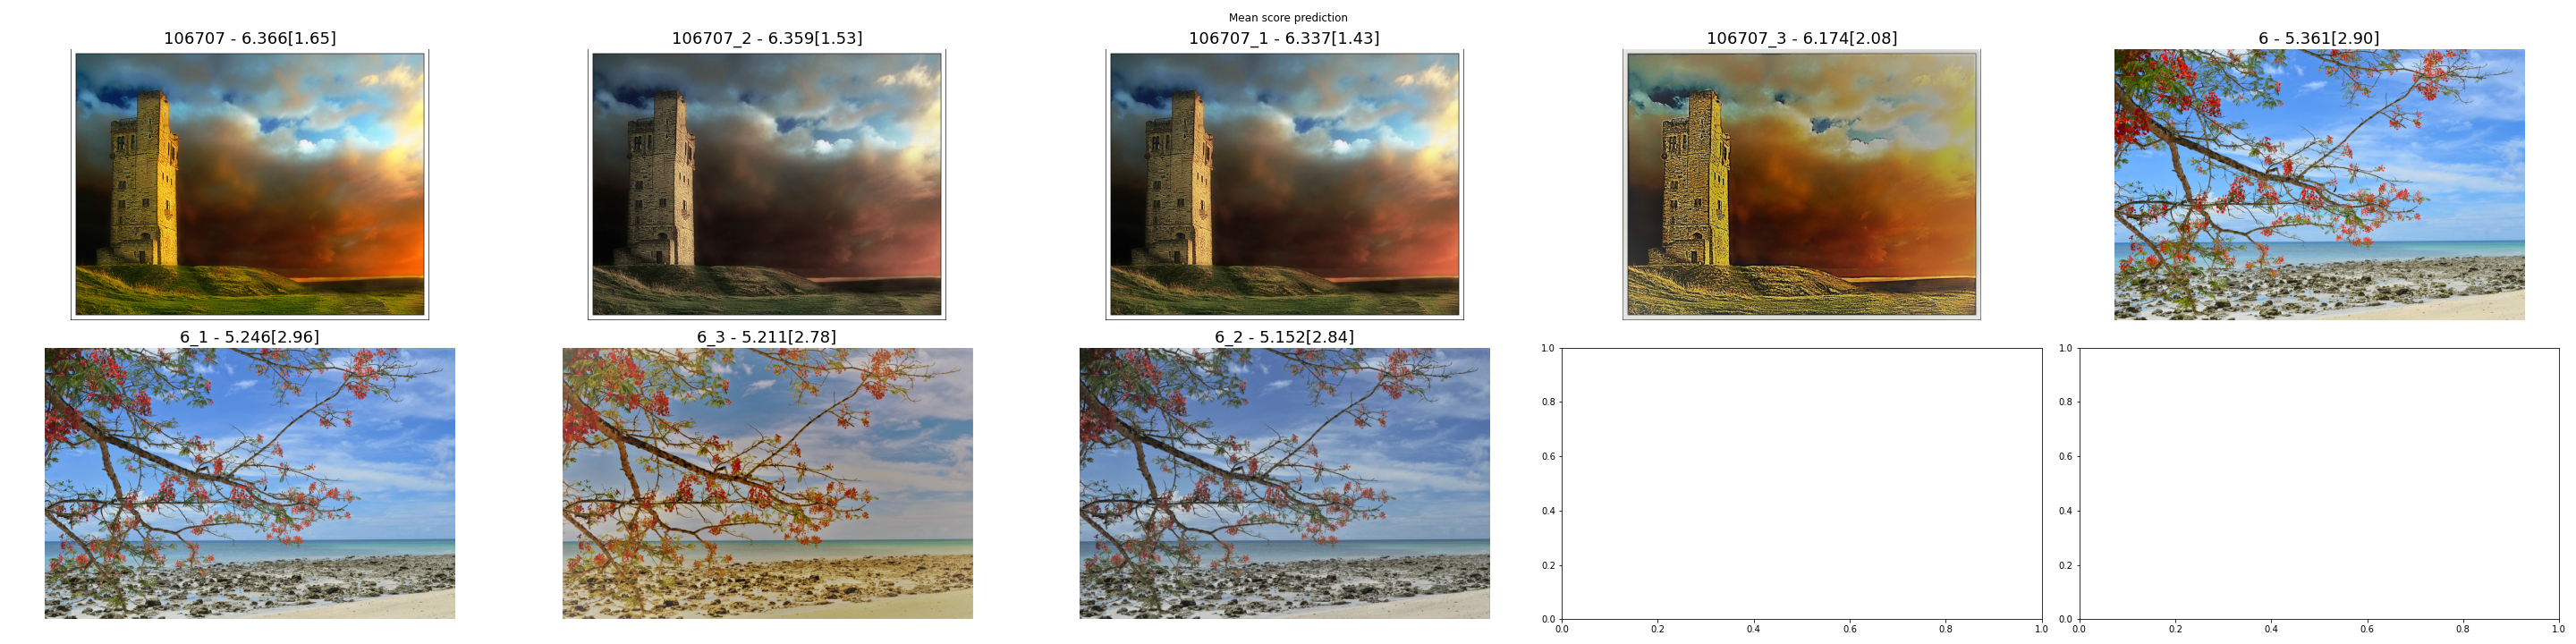 Mean score prediction
106707 - 6.366[1.65]
106707_2 - 6.359[1.53]
106707_1 - 6.337[1.43]
106707_3 - 6.174[2.08]
6 - 5.361[2.90]
6_1 - 5.246[2.96]
6_3 - 5.211[2.78]
6_2 - 5.152[2.84]
1.0
0.8
0.6
0.4
0.2
0.0
0.0 0.2 0.4 0.6 0.8 1.0
1.0
0.8
0.6
0.4
0.2
0.0
0.0 0.2 0.4 0.6 0.8 1.0